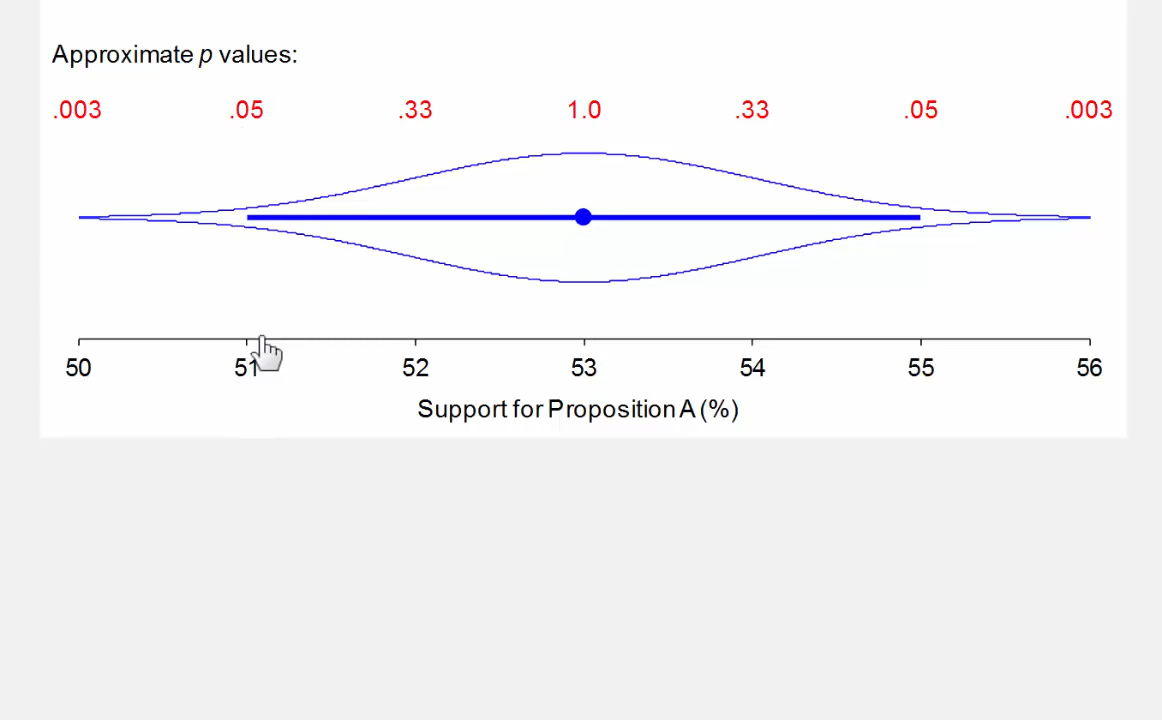 Approximate p values:
.003 .05 .33 1.0 .33 .05 .003
50 51 52 53 54 55 56
Support for Proposition A (%)